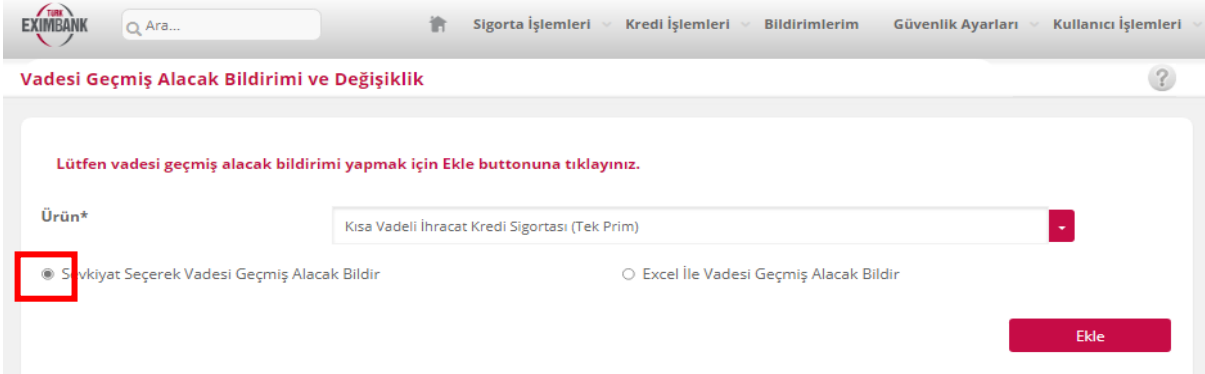 TÜRK
EXIMBANK
Ara...
Sigorta İşlemleri
Kredi İşlemleri
Bildirimlerim
Güvenlik Ayarları
Kullanıcı İşlemleri
Vadesi Geçmiş Alacak Bildirimi ve Değişiklik
?
Lütfen vadesi geçmiş alacak bildirimi yapmak için Ekle buttonuna tıklayınız.
Ürün*
Kısa Vadeli İhracat Kredi Sigortası (Tek Prim)
Sevkiyat Seçerek Vadesi Geçmiş Alacak Bildir
Excel İle Vadesi Geçmiş Alacak Bildir
Ekle